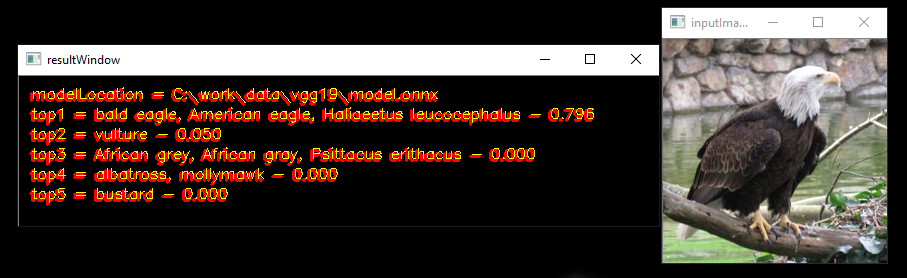 resultWindow
modelLocation = C:\work\data\vgg19\model.onnx
top1 = bald eagle, American eagle, Haliaeetus leucocephalus - 0.796
top2 = vulture - 0.050
top3 = African grey, African gray, Psittacus erithacus - 0.000
top4 = albatross, mollymawk - 0.000
top5 = bustard - 0.000
inputIma...